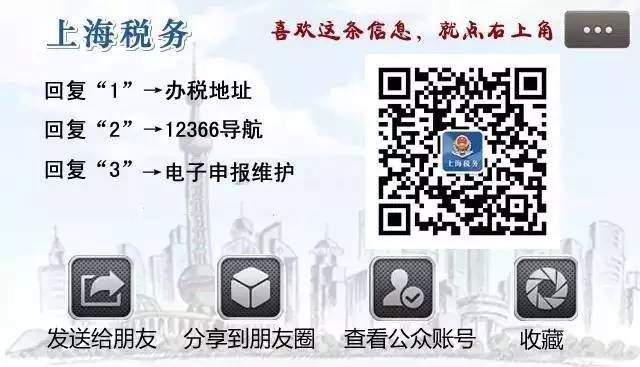 上海税务
喜欢这条信息，就点右上角
回复“1”→办税地址
回复“2”→12366导航
回复“3”→电子申报维护
上海税务
发送给朋友 分享到朋友圈 查看公众账号 收藏